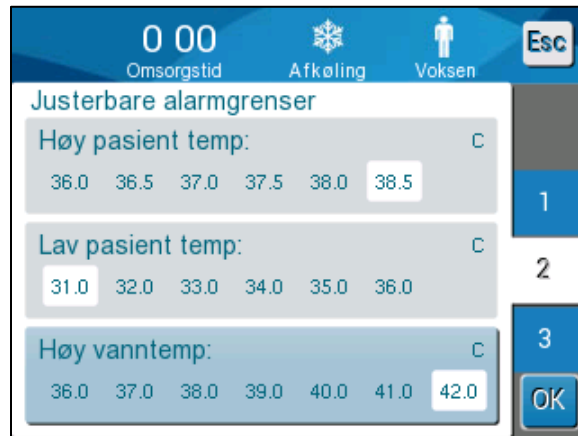 0 00
Omsorgstid
Afkøling
Voksen
Esc
Justerbare alarmgrenser
Høy pasient temp: C
36.0 36.5 37.0 37.5 38.0 38.5
Lav pasient temp: C
31.0 32.0 33.0 34.0 35.0 36.0
Høy vanntemp: C
36.0 37.0 38.0 39.0 40.0 41.0 42.0
1
2
3
OK